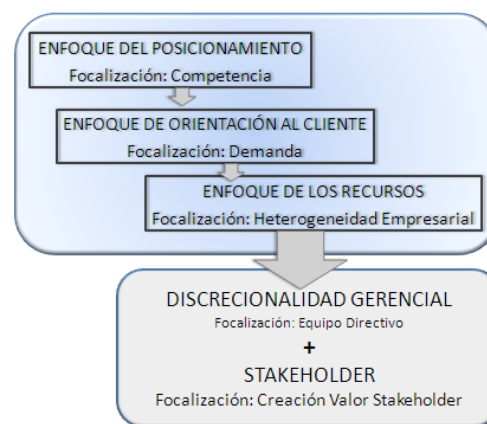 ENFOQUE DEL POSICIONAMIENTO
Focalización: Competencia
ENFOQUE DE ORIENTACIÓN AL CLIENTE
Focalización: Demanda
ENFOQUE DE LOS RECURSOS
Focalización: Heterogeneidad Empresarial
DISCRECIONALIDAD GERENCIAL
Focalización: Equipo Directivo
+
STAKEHOLDER
Focalización: Creación Valor Stakeholder